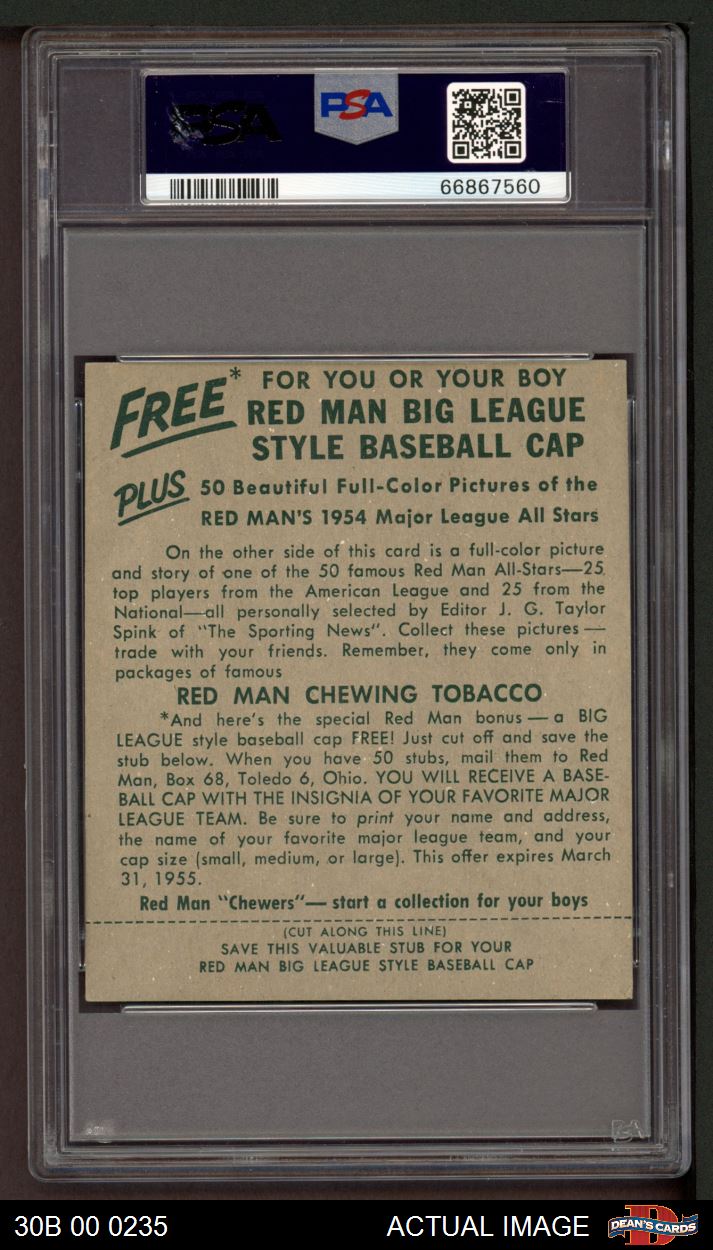 PSA
PSA
66867560
FREE* FOR YOU OR YOUR BOY
RED MAN BIG LEAGUE
STYLE BASEBALL CAP
PLUS 50 Beautiful Full-Color Pictures of the
RED MAN'S 1954 Major League All Stars
On the other side of this card is a full-color picture
and story of one of the 50 famous Red Man All-Stars—25
top players from the American League and 25 from the
National—all personally selected by Editor J. G. Taylor
Spink of "The Sporting News". Collect these pictures —
trade with your friends. Remember, they come only in
packages of famous
RED MAN CHEWING TOBACCO
*And here's the special Red Man bonus — a BIG
LEAGUE style baseball cap FREE! Just cut off and save the
stub below. When you have 50 stubs, mail them to Red
Man, Box 68, Toledo 6, Ohio. YOU WILL RECEIVE A BASE-
BALL CAP WITH THE INSIGNIA OF YOUR FAVORITE MAJOR
LEAGUE TEAM. Be sure to print your name and address,
the name of your favorite major league team, and your
cap size (small, medium, or large). This offer expires March
31, 1955.
Red Man "Chewers"— start a collection for your boys
(CUT ALONG THIS LINE)
SAVE THIS VALUABLE STUB FOR YOUR
RED MAN BIG LEAGUE STYLE BASEBALL CAP
PSA
30B 00 0235
ACTUAL IMAGE
DEAN'S CARDS